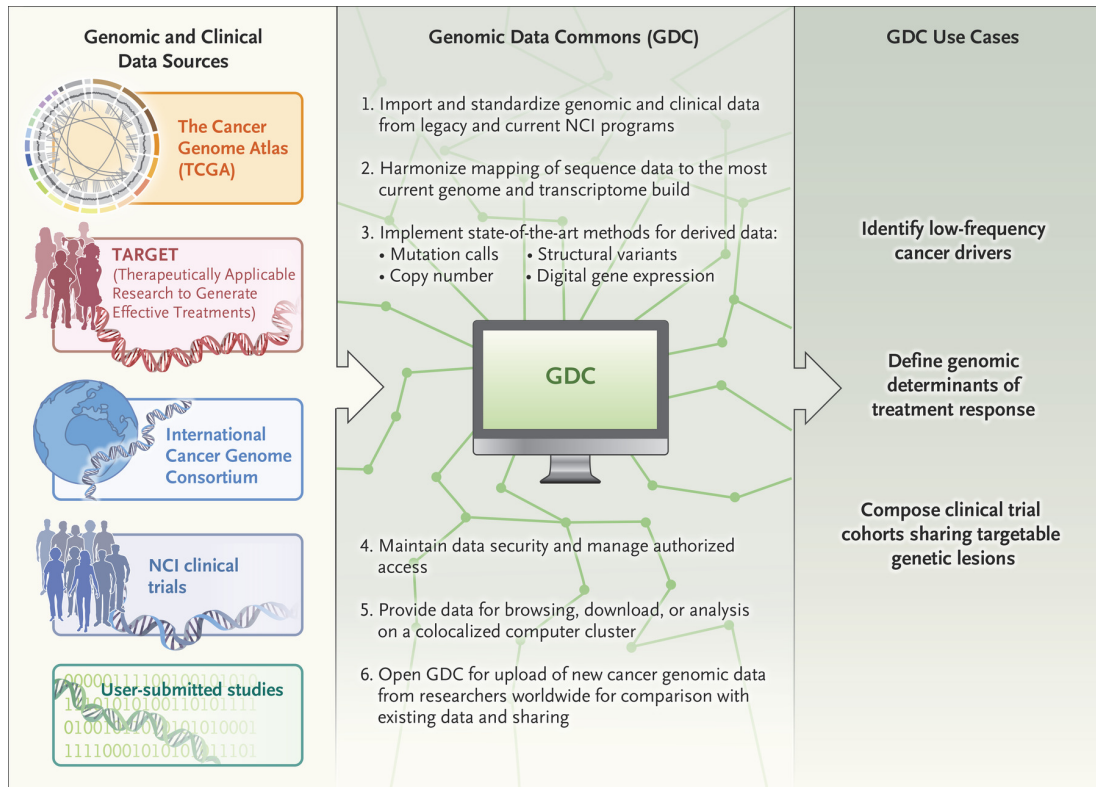 Genomic and Clinical
Data Sources
The Cancer
Genome Atlas
(TCGA)
TARGET
(Therapeutically Applicable
Research to Generate
Effective Treatments)
International
Cancer Genome
Consortium
NCI clinical
trials
User-submitted studies
Genomic Data Commons (GDC)
1. Import and standardize genomic and clinical data
from legacy and current NCI programs
2. Harmonize mapping of sequence data to the most
current genome and transcriptome build
3. Implement state-of-the-art methods for derived data:
• Mutation calls • Structural variants
• Copy number • Digital gene expression
GDC
4. Maintain data security and manage authorized
access
5. Provide data for browsing, download, or analysis
on a colocalized computer cluster
6. Open GDC for upload of new cancer genomic data
from researchers worldwide for comparison with
existing data and sharing
GDC Use Cases
Identify low-frequency
cancer drivers
Define genomic
determinants of
treatment response
Compose clinical trial
cohorts sharing targetable
genetic lesions